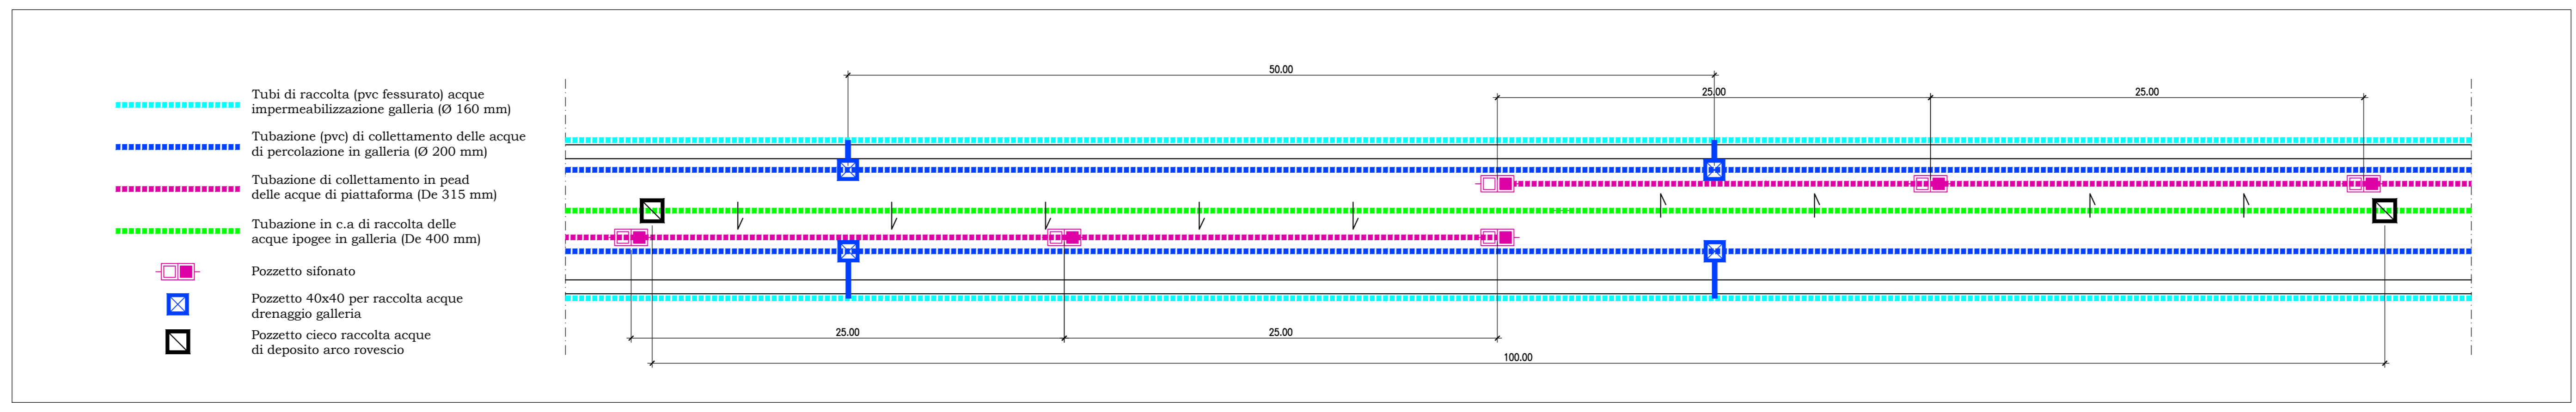 Tubi di raccolta (pvc fessurato) acque
impermeabilizzazione galleria (Ø 160 mm)
Tubazione (pvc) di collettamento delle acque
di percolazione in galleria (Ø 200 mm)
Tubazione di collettamento in pead
delle acque di piattaforma (De 315 mm)
Tubazione in c.a di raccolta delle
acque ipogee in galleria (De 400 mm)
Pozzetto sifonato
Pozzetto 40x40 per raccolta acque
drenaggio galleria
Pozzetto cieco raccolta acque
di deposito arco rovescio
50.00
25.00
25.00
25.00
25.00
100.00